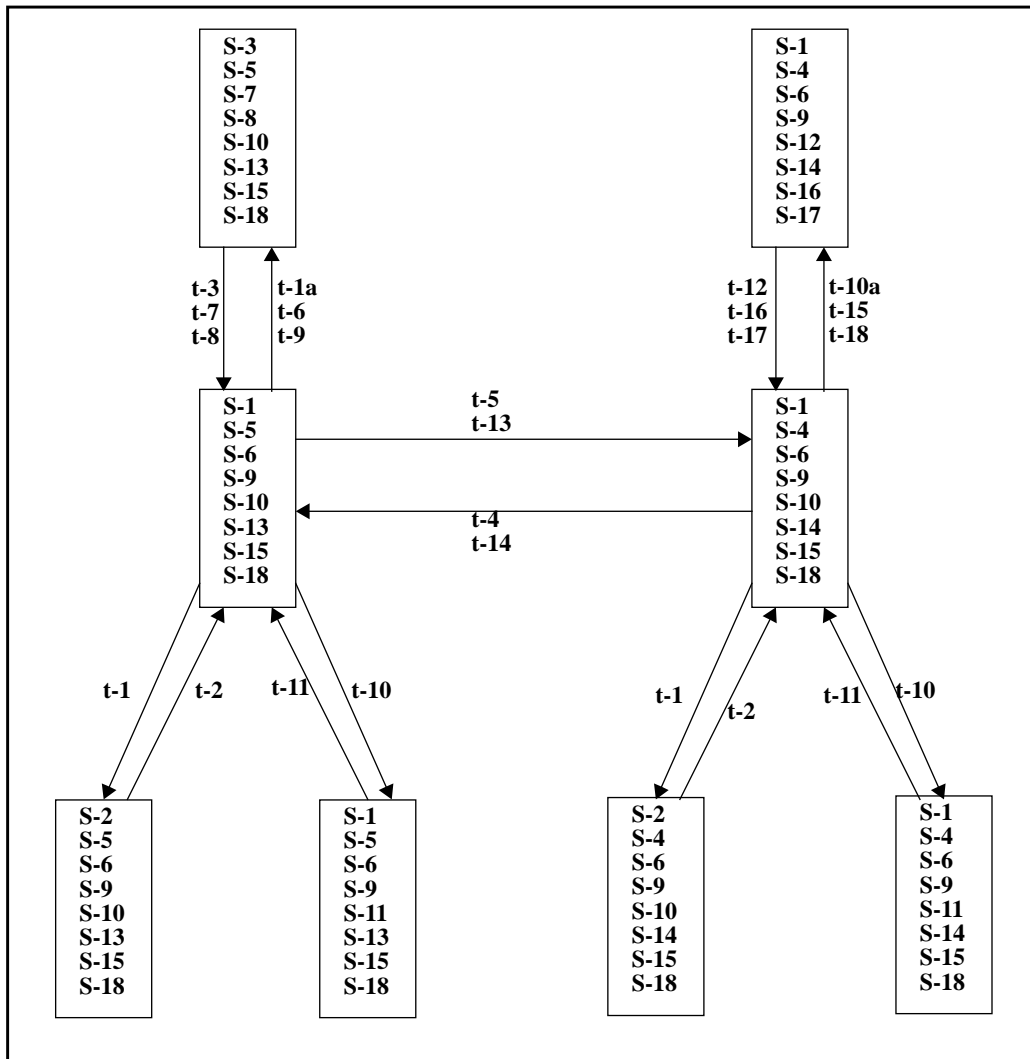 S-3
S-5
S-7
S-8
S-10
S-13
S-15
S-18
S-1
S-4
S-6
S-9
S-12
S-14
S-16
S-17
t-3
t-7
t-8
t-1a
t-6
t-9
t-12
t-16
t-17
t-10a
t-15
t-18
S-1
S-5
S-6
S-9
S-10
S-13
S-15
S-18
t-5
t-13
t-4
t-14
S-1
S-4
S-6
S-9
S-10
S-14
S-15
S-18
t-1
t-2
t-11
t-10
t-1
t-2
t-11
t-10
S-2
S-5
S-6
S-9
S-10
S-13
S-15
S-18
S-1
S-5
S-6
S-9
S-11
S-13
S-15
S-18
S-2
S-4
S-6
S-9
S-10
S-14
S-15
S-18
S-1
S-4
S-6
S-9
S-11
S-14
S-15
S-18